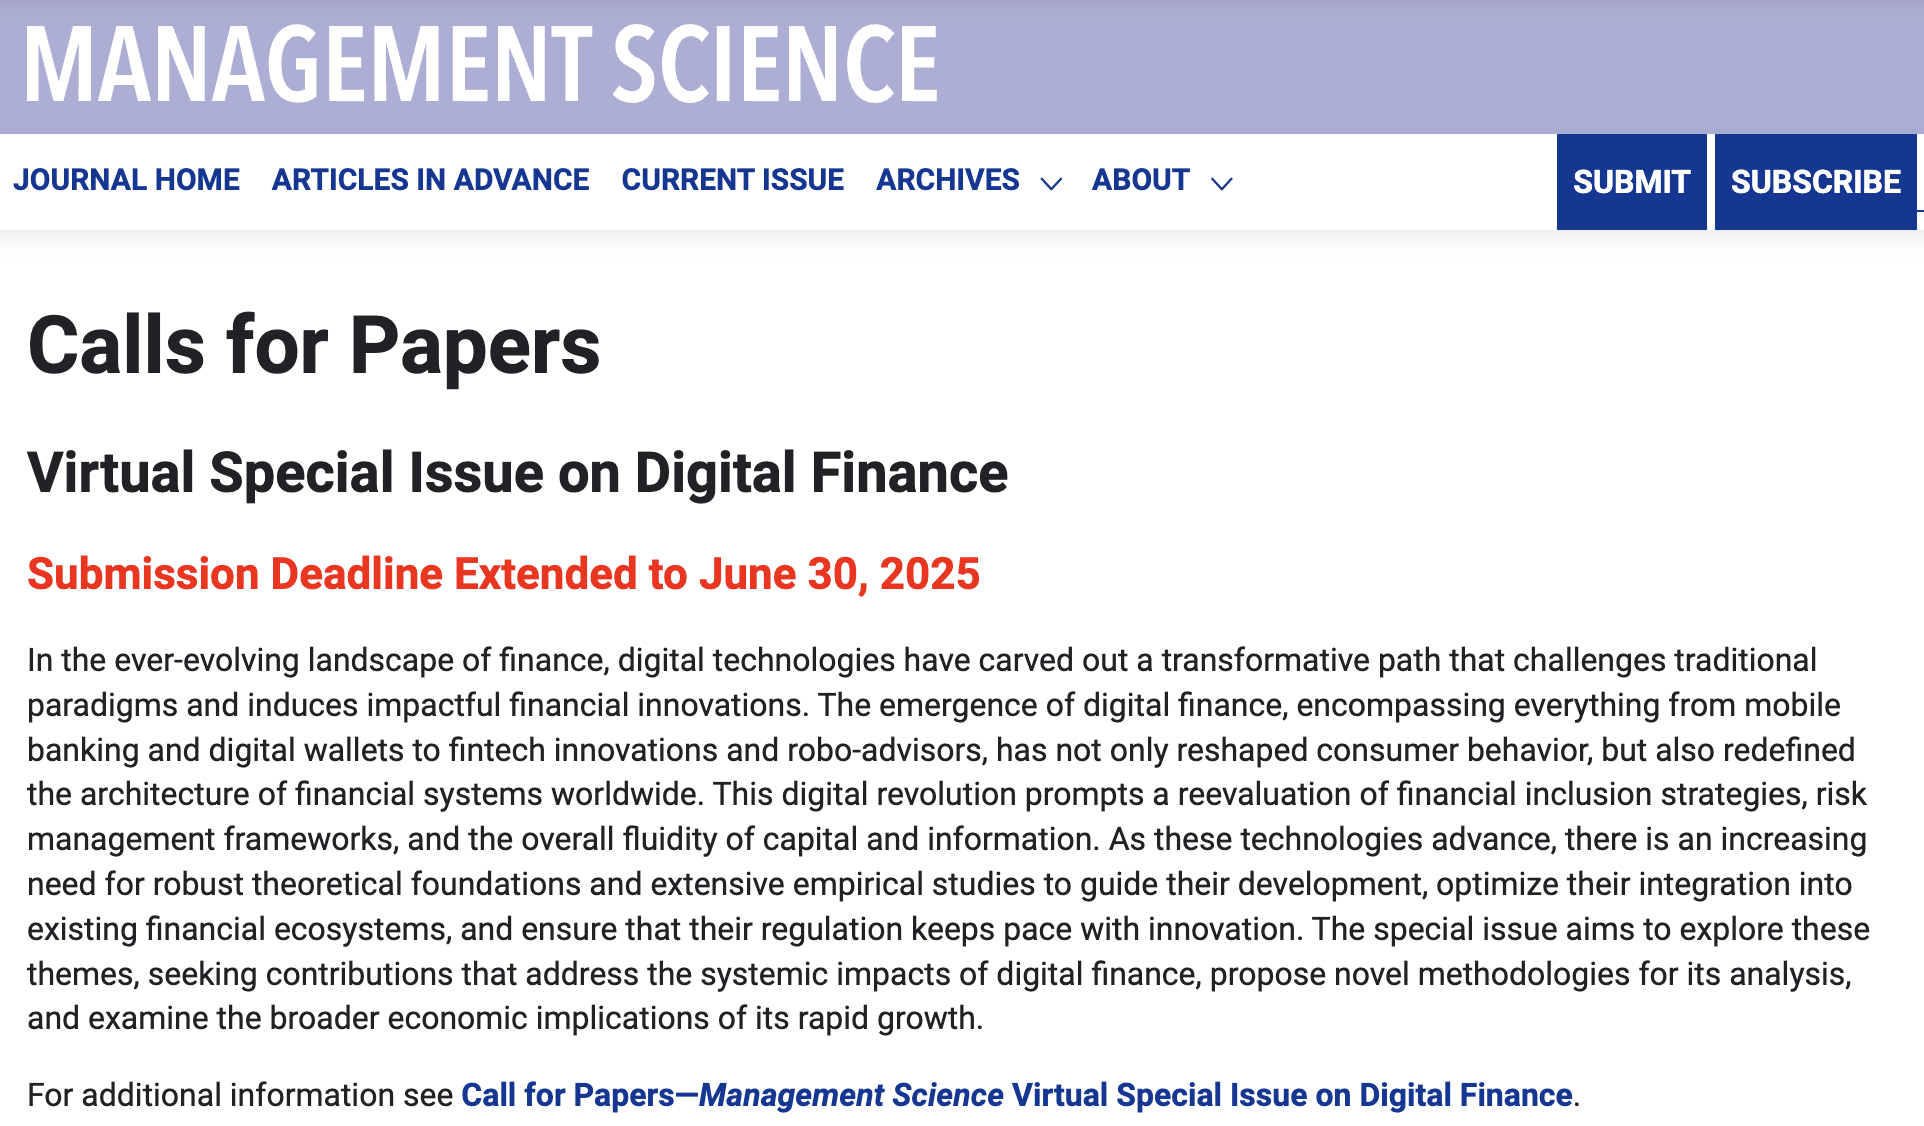 MANAGEMENT SCIENCE
JOURNAL HOME ARTICLES IN ADVANCE CURRENT ISSUE ARCHIVES ABOUT SUBMIT SUBSCRIBE
Calls for Papers
Virtual Special Issue on Digital Finance
Submission Deadline Extended to June 30, 2025
In the ever-evolving landscape of finance, digital technologies have carved out a transformative path that challenges traditional
paradigms and induces impactful financial innovations. The emergence of digital finance, encompassing everything from mobile
banking and digital wallets to fintech innovations and robo-advisors, has not only reshaped consumer behavior, but also redefined
the architecture of financial systems worldwide. This digital revolution prompts a reevaluation of financial inclusion strategies, risk
management frameworks, and the overall fluidity of capital and information. As these technologies advance, there is an increasing
need for robust theoretical foundations and extensive empirical studies to guide their development, optimize their integration into
existing financial ecosystems, and ensure that their regulation keeps pace with innovation. The special issue aims to explore these
themes, seeking contributions that address the systemic impacts of digital finance, propose novel methodologies for its analysis,
and examine the broader economic implications of its rapid growth.
For additional information see Call for Papers—Management Science Virtual Special Issue on Digital Finance.